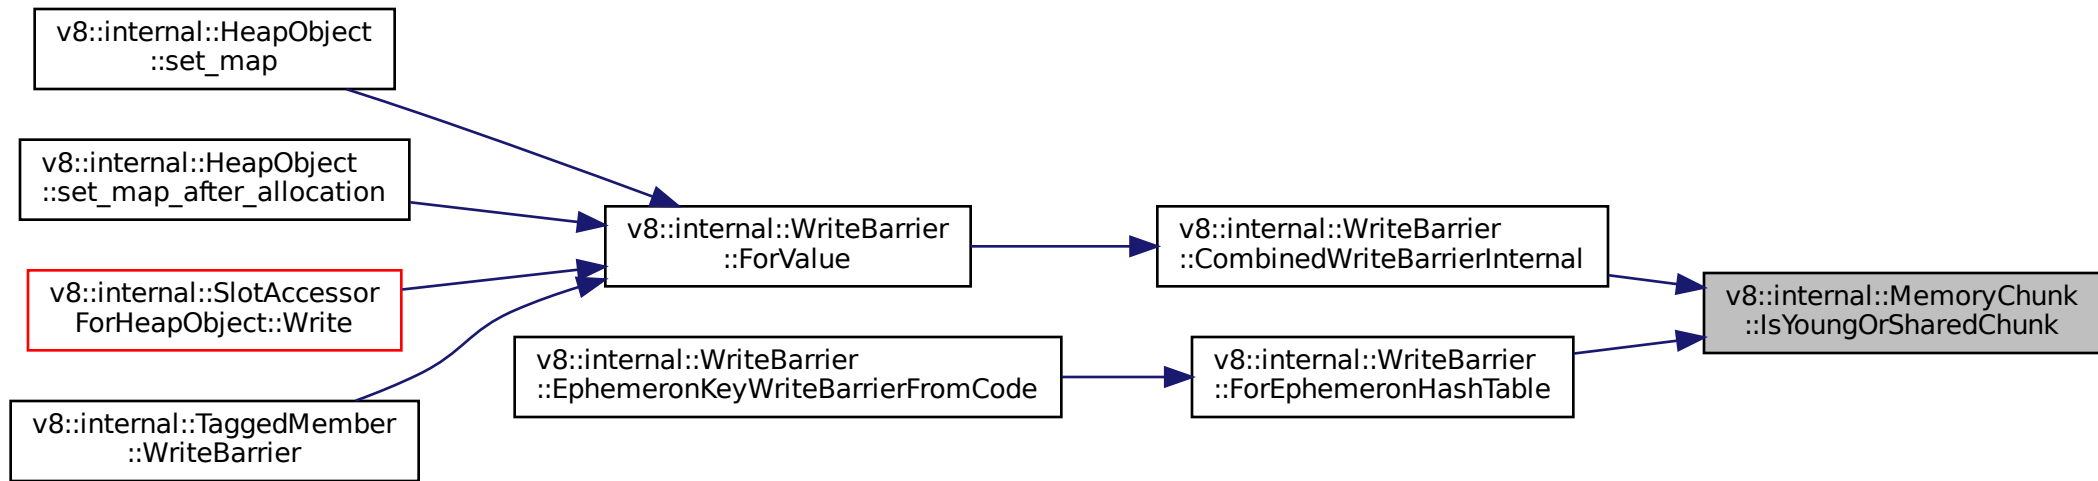 v8::internal::HeapObject
::set_map
v8::internal::HeapObject
::set_map_after_allocation
v8::internal::SlotAccessor
ForHeapObject::Write
v8::internal::TaggedMember
::WriteBarrier
v8::internal::WriteBarrier
::ForValue
v8::internal::WriteBarrier
::EphemeronKeyWriteBarrierFromCode
v8::internal::WriteBarrier
::CombinedWriteBarrierInternal
v8::internal::WriteBarrier
::ForEphemeronHashTable
v8::internal::MemoryChunk
::IsYoungOrSharedChunk